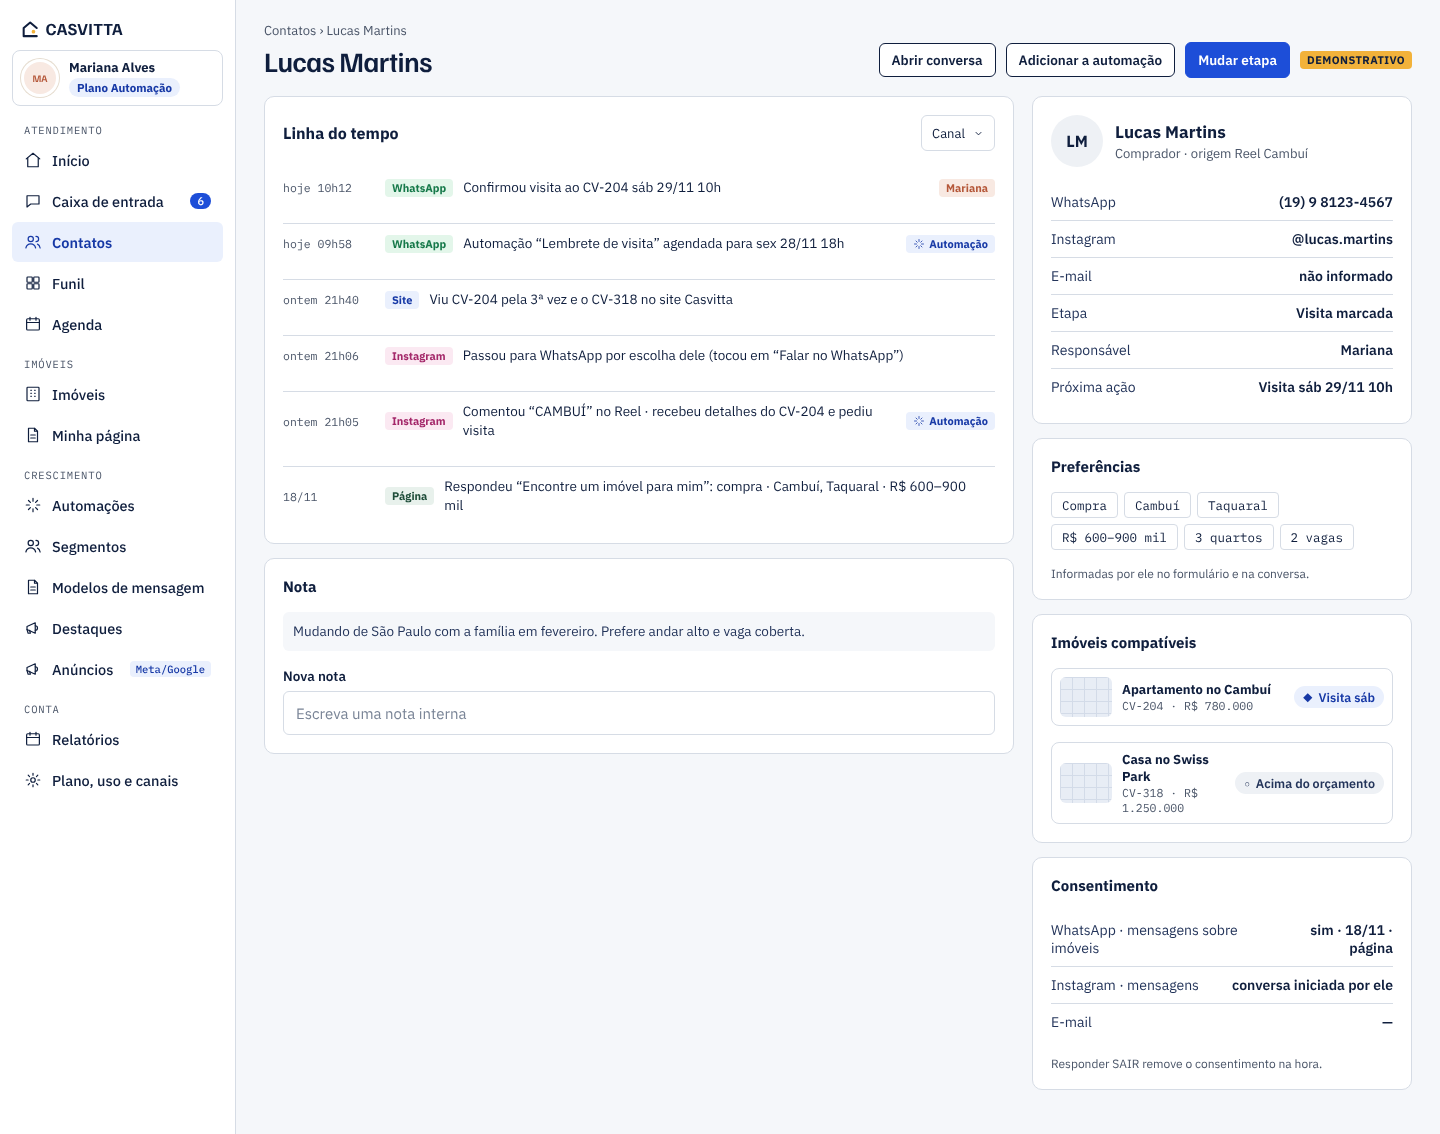 CASVITTA
MA
Mariana Alves
Plano Automação
ATENDIMENTO
Início
Caixa de entrada 6
Contatos
Funil
Agenda
IMÓVEIS
Imóveis
Minha página
CRESCIMENTO
Automações
Segmentos
Modelos de mensagem
Destaques
Anúncios Meta/Google
CONTA
Relatórios
Plano, uso e canais
Contatos › Lucas Martins
Lucas Martins
Abrir conversa
Adicionar a automação
Mudar etapa
DEMONSTRATIVO
Linha do tempo
Canal
hoje 10h12 WhatsApp Confirmou visita ao CV-204 sáb 29/11 10h Mariana
hoje 09h58 WhatsApp Automação “Lembrete de visita” agendada para sex 28/11 18h Automação
ontem 21h40 Site Viu CV-204 pela 3ª vez e o CV-318 no site Casvitta
ontem 21h06 Instagram Passou para WhatsApp por escolha dele (tocou em “Falar no WhatsApp”)
ontem 21h05 Instagram Comentou “CAMBUÍ” no Reel · recebeu detalhes do CV-204 e pediu
visita
Automação
18/11 Página Respondeu “Encontre um imóvel para mim”: compra · Cambuí, Taquaral · R$ 600–900
mil
Nota
Mudando de São Paulo com a família em fevereiro. Prefere andar alto e vaga coberta.
Nova nota
Escreva uma nota interna
LM
Lucas Martins
Comprador · origem Reel Cambuí
WhatsApp (19) 9 8123-4567
Instagram @lucas.martins
E-mail não informado
Etapa Visita marcada
Responsável Mariana
Próxima ação Visita sáb 29/11 10h
Preferências
Compra Cambuí Taquaral
R$ 600–900 mil 3 quartos 2 vagas
Informadas por ele no formulário e na conversa.
Imóveis compatíveis
Apartamento no Cambuí
CV-204 · R$ 780.000
◆ Visita sáb
Casa no Swiss
Park
CV-318 · R$
1.250.000
○ Acima do orçamento
Consentimento
WhatsApp · mensagens sobre
imóveis
sim · 18/11 ·
página
Instagram · mensagens conversa iniciada por ele
E-mail —
Responder SAIR remove o consentimento na hora.